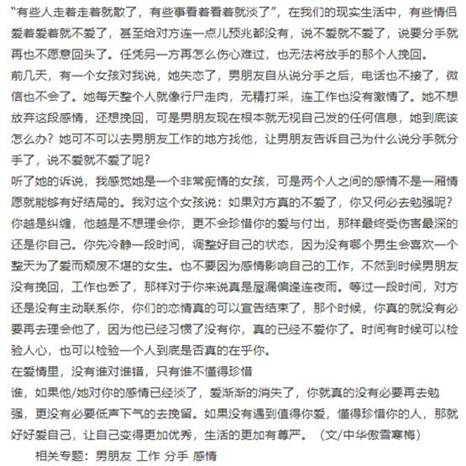 “有些人走着走着就散了，有些事看着看着就淡了”，在我们的现实生活中，有些情侣
爱着爱着就不爱了，甚至给对方连一点儿预兆都没有，说不爱就不爱了，说要分手就
再也不愿意回头了。任凭另一方再怎么伤心难过，也无法将放手的那个人挽回。
前几天，有一个女孩对我说，她失恋了，男朋友自从说分手之后，电话也不接了，微
信也不会了。她每天整个人就像行尸走肉，无精打采，连工作也没有激情了。她不想
放弃这段感情，还想挽回，可是男朋友现在根本就无视自己发的任何信息，她到底该
怎么办？她可不可以去男朋友工作的地方找他，让男朋友告诉自己为什么说分手就分
手了，说不爱就不爱了呢？
听了她的诉说，我感觉她是一个非常痴情的女孩，可是两个人之间的感情不是一厢情
愿就能够有好结局的。我对这个女孩说：如果对方真的不爱了，你又何必去勉强呢？
你越是纠缠，他越是不想理会你，更不会珍惜你的爱与付出，那样最终受伤害最深的
还是你自己。你先冷静一段时间，调整好自己的状态，因为没有哪个男生会喜欢一个
整天为了爱而颓废不堪的女生。也不要因为感情影响自己的工作，不然到时候男朋友
没有挽回，工作也丢了，那样对于你来说真是屋漏偏逢连夜雨。等过一段时间，对方
还是没有主动联系你，你们的恋情真的可以宣告结束了，那个时候，你真的就没有必
要再去理会他了，因为他已经习惯了没有你，真的已经不爱你了。时间有时候可以检
验人心，也可以检验一个人到底是否真的在乎你。
在爱情里，没有谁对谁错，只有谁不懂得珍惜
谁，如果他/她对你的感情已经淡了，爱渐渐的消失了，你就真的没有必要再去勉
强，更没有必要低声下气的去挽留。如果没有遇到值得你爱，懂得珍惜你的人，那就
好好爱自己，让自己变得更加优秀，生活的更加有尊严。（文/中华傲雪寒梅）
相关专题：男朋友 工作 分手 感情